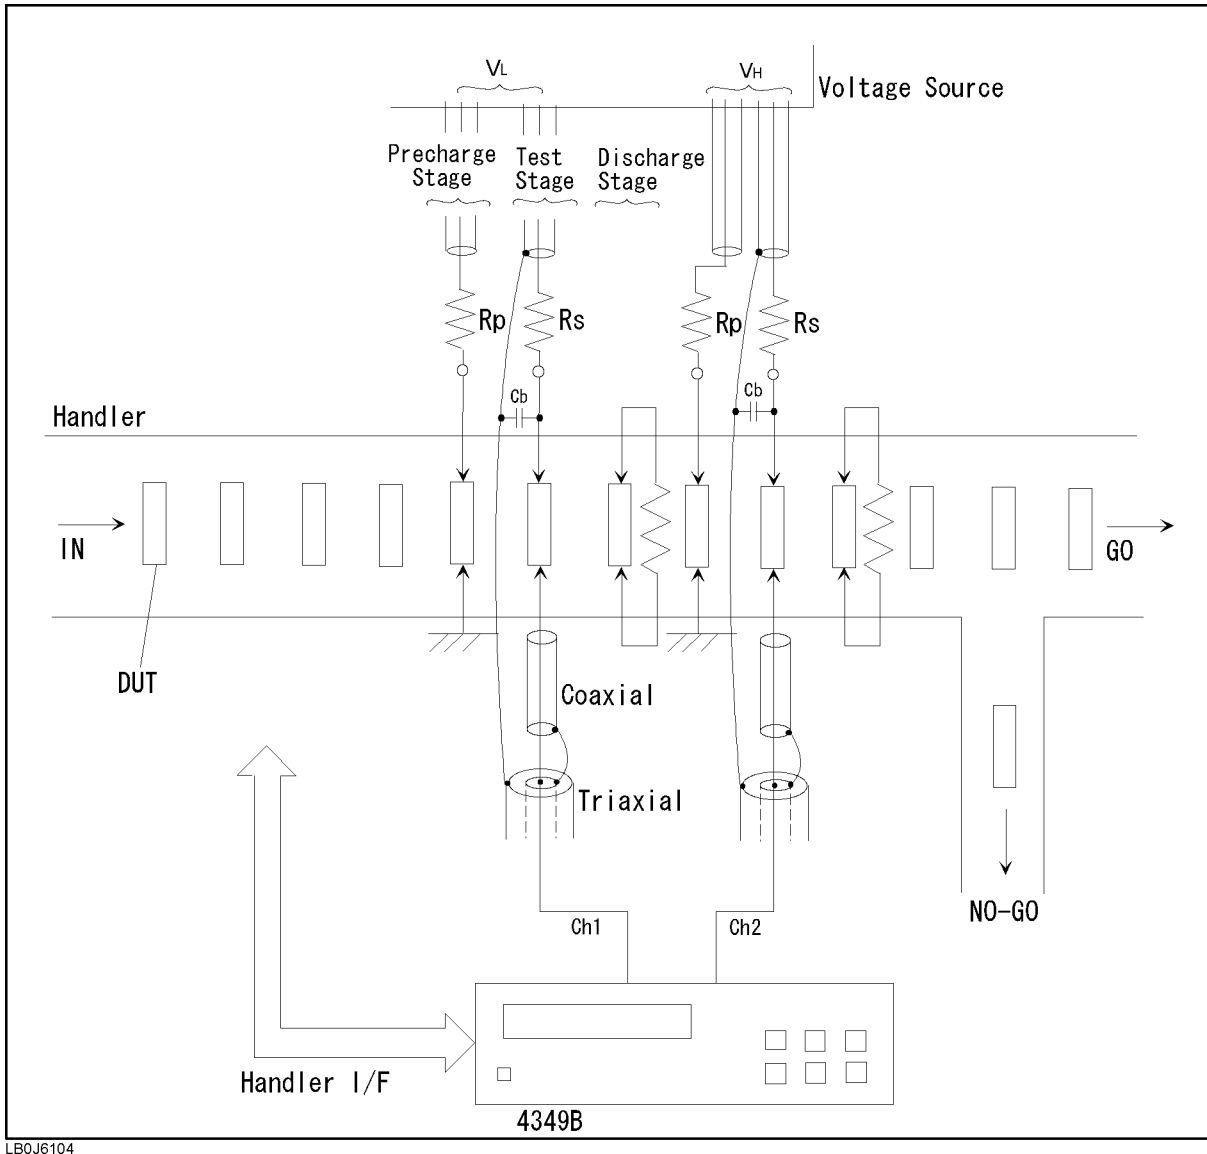 VL
VH
Voltage Source
Precharge Stage
Test Stage
Discharge Stage
Rp
Rs
Rp
Rs
Cb
Cb
Handler
IN
GO
DUT
Coaxial
Triaxial
NO-GO
Ch1
Ch2
Handler I/F
4349B
LB0J6104